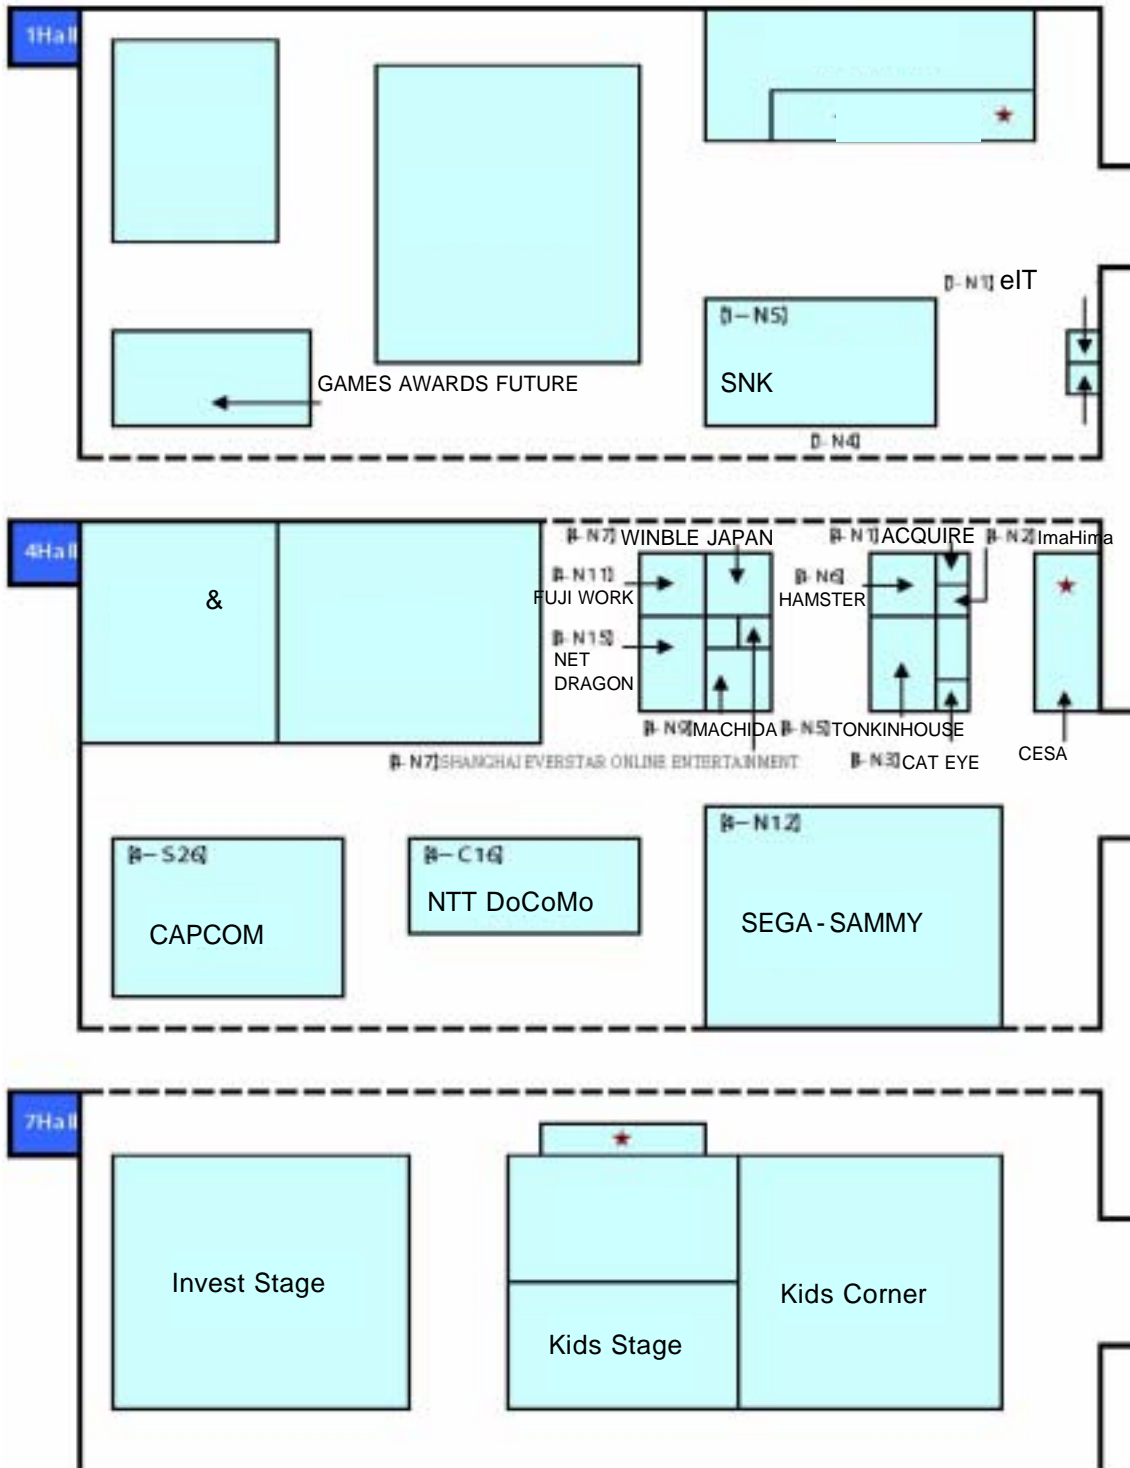 1Hall
[1-N1] eIT
[1-N5]
SNK
GAMES AWARDS FUTURE
[1-N4]
4Hall
[4-N7] WINBLE JAPAN
[4-N1] ACQUIRE
[4-N2] ImaHima
[4-N11]
FUJI WORK
[4-N6]
HAMSTER
&
[4-N15]
NET
DRAGON
[4-N9] MACHIDA
[4-N5] TONKINHOUSE
[4-N7] SHANGHAI EVERSTAR ONLINE ENTERTAINMENT
[4-N3] CAT EYE
CESA
[4-S26]
CAPCOM
[4-C16]
NTT DoCoMo
[4-N12]
SEGA-SAMMY
7Hall
Invest Stage
Kids Corner
Kids Stage